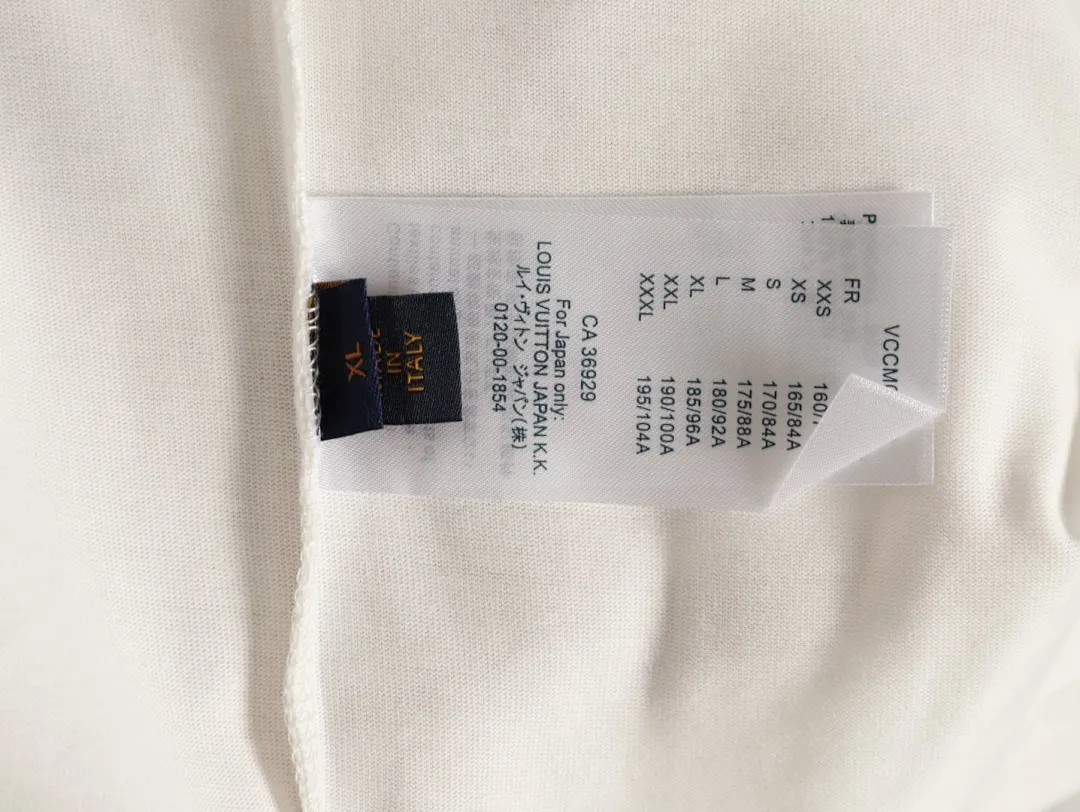 VCCM
FR
XXS 160/
XS 165/84A
S 170/84A
M 175/88A
L 180/92A
XL 185/96A
XXL 190/100A
XXXL 195/104A
CA 36929
For Japan only:
LOUIS VUITTON JAPAN K.K.
ルイ・ヴィトン ジャパン(株)
0120-00-1854
IN
ITALY
XL